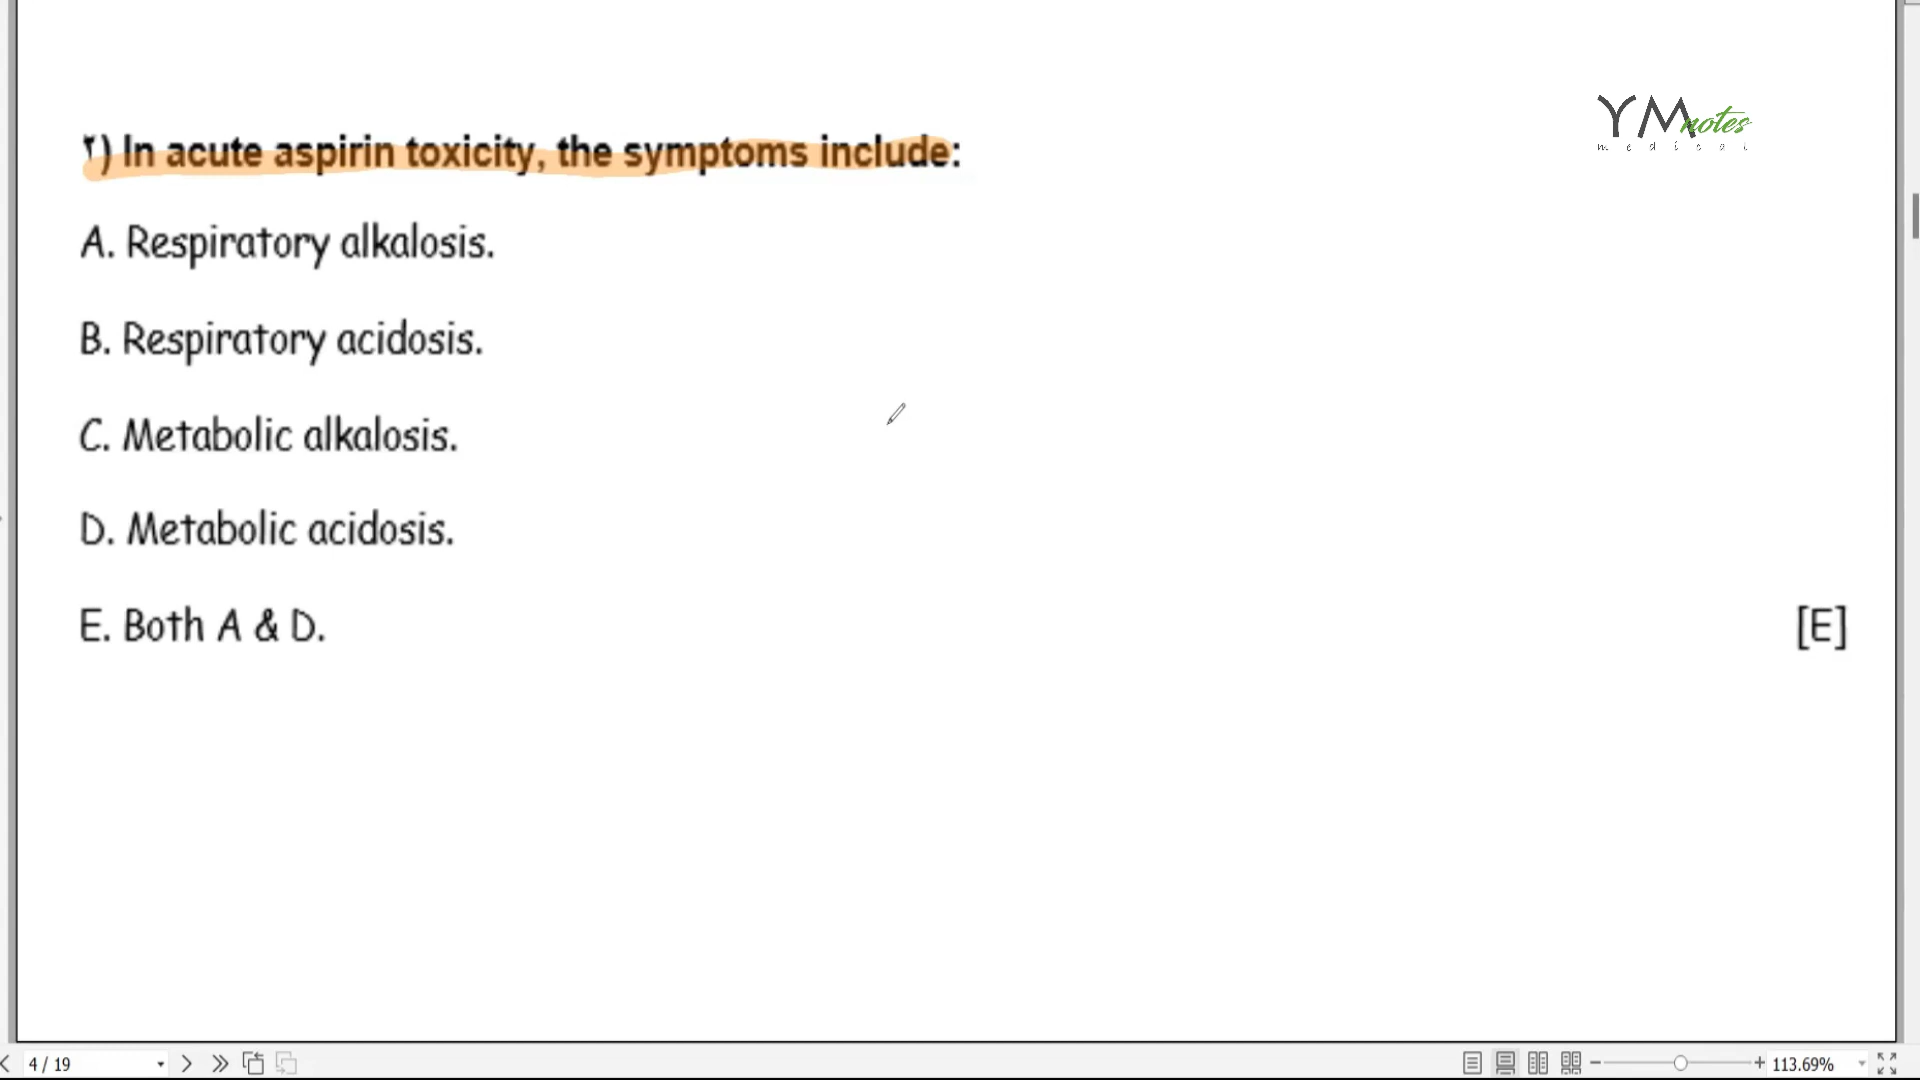 YM notes
medical
٢) In acute aspirin toxicity, the symptoms include:
A. Respiratory alkalosis.
B. Respiratory acidosis.
C. Metabolic alkalosis.
D. Metabolic acidosis.
E. Both A & D. [E]
4 / 19 113.69%